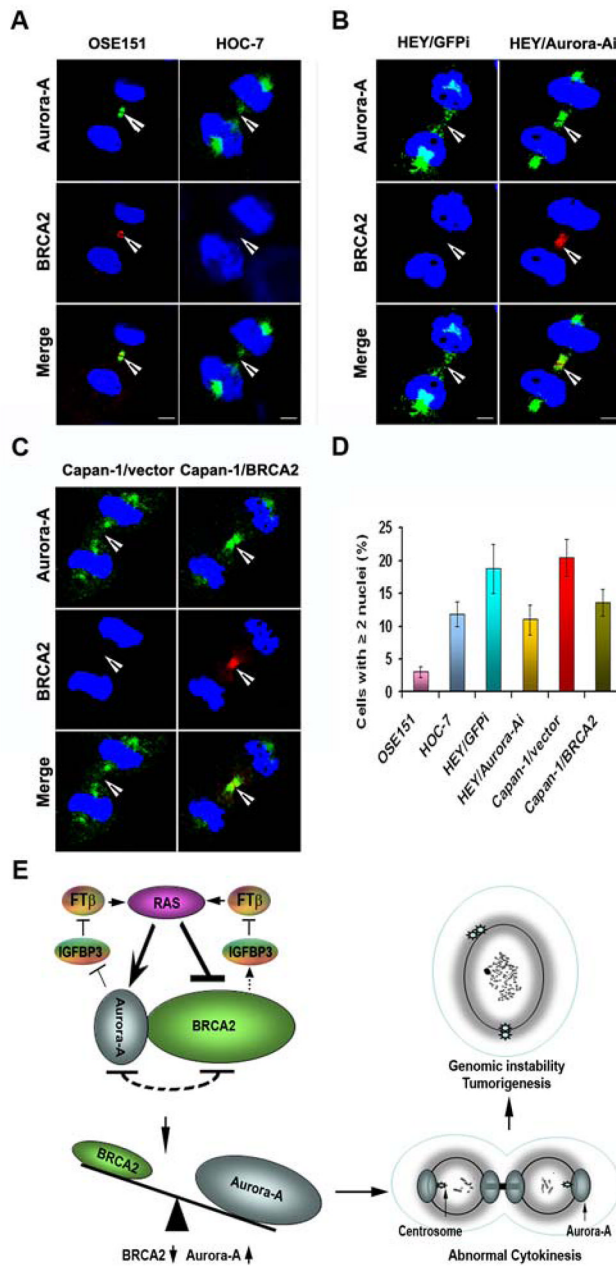 A
OSE151 HOC-7
Aurora-A
BRCA2
Merge
B
HEY/GFPi HEY/Aurora-Ai
Aurora-A
BRCA2
Merge
C
Capan-1/vector Capan-1/BRCA2
Aurora-A
BRCA2
Merge
D
Cells with ≥ 2 nuclei (%)
25
20
15
10
5
0
OSE151
HOC-7
HEY/GFPi
HEY/Aurora-Ai
Capan-1/vector
Capan-1/BRCA2
E
FTβ RAS FTβ
IGFBP3 IGFBP3
Aurora-A BRCA2
BRCA2 Aurora-A
BRCA2 Aurora-A
Genomic instability
Tumorigenesis
Centrosome Aurora-A
Abnormal Cytokinesis